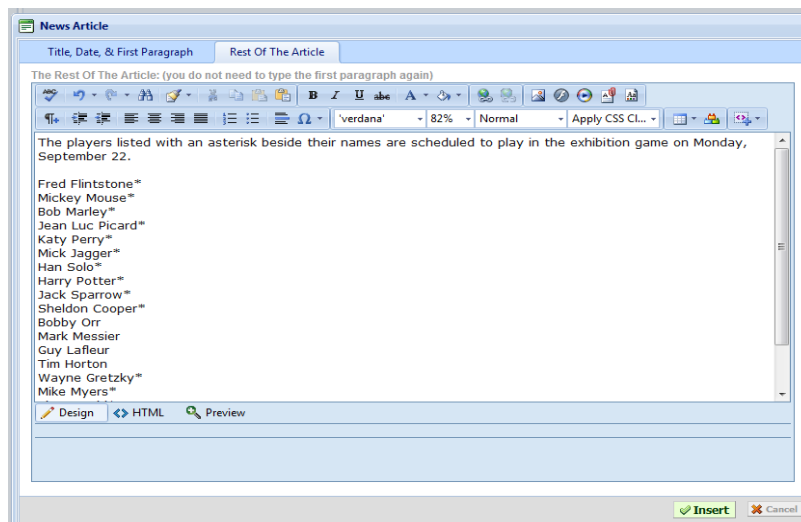 News Article
Title, Date, & First Paragraph
Rest Of The Article
The Rest Of The Article: (you do not need to type the first paragraph again)
ABC
B I U abc A
Ω 'verdana' 82% Normal Apply CSS Cl...
The players listed with an asterisk beside their names are scheduled to play in the exhibition game on Monday,
September 22.
Fred Flintstone*
Mickey Mouse*
Bob Marley*
Jean Luc Picard*
Katy Perry*
Mick Jagger*
Han Solo*
Harry Potter*
Jack Sparrow*
Sheldon Cooper*
Bobby Orr
Mark Messier
Guy Lafleur
Tim Horton
Wayne Gretzky*
Mike Myers*
Design HTML Preview
Insert Cancel